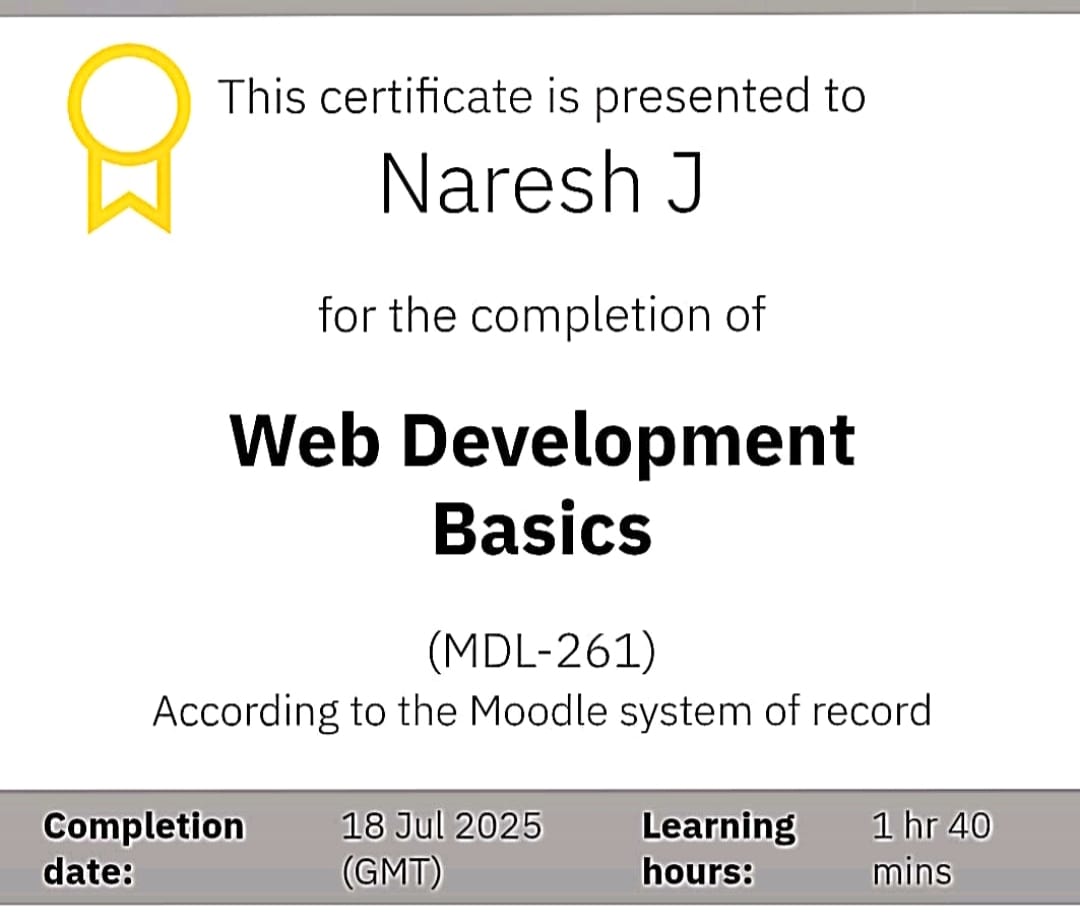 This certificate is presented to
Naresh J
for the completion of
Web Development
Basics
(MDL-261)
According to the Moodle system of record
Completion date:
18 Jul 2025 (GMT)
Learning hours:
1 hr 40 mins